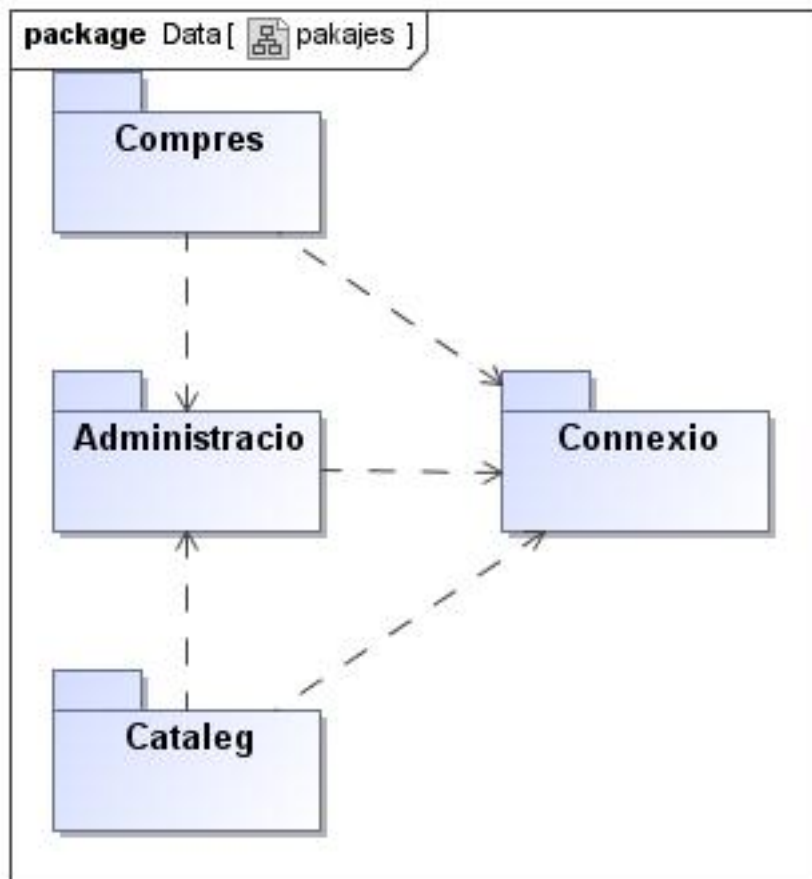 package Data [ pakajes ]
Compres
Administracio
Connexio
Cataleg